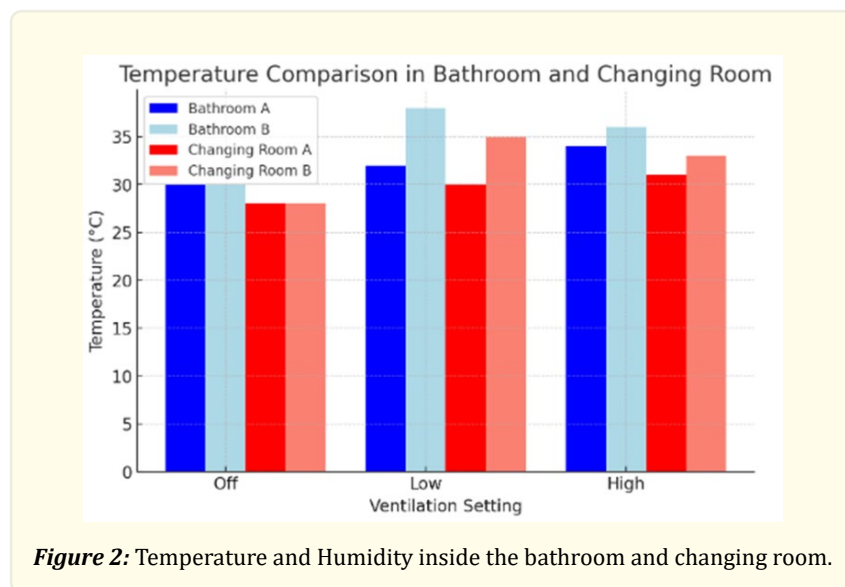 Temperature Comparison in Bathroom and Changing Room
Bathroom A
Bathroom B
Changing Room A
Changing Room B
Temperature (°C)
35
30
25
20
15
10
5
0
Off Low High
Ventilation Setting
Figure 2: Temperature and Humidity inside the bathroom and changing room.